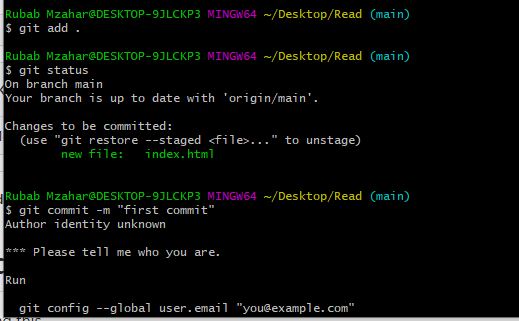 Rubab Mzahar@DESKTOP-9JLCKP3 MINGW64 ~/Desktop/Read (main)
$ git add .
Rubab Mzahar@DESKTOP-9JLCKP3 MINGW64 ~/Desktop/Read (main)
$ git status
On branch main
Your branch is up to date with 'origin/main'.
Changes to be committed:
  (use "git restore --staged <file>..." to unstage)
        new file:   index.html
Rubab Mzahar@DESKTOP-9JLCKP3 MINGW64 ~/Desktop/Read (main)
$ git commit -m "first commit"
Author identity unknown
*** Please tell me who you are.
Run
  git config --global user.email "you@example.com"